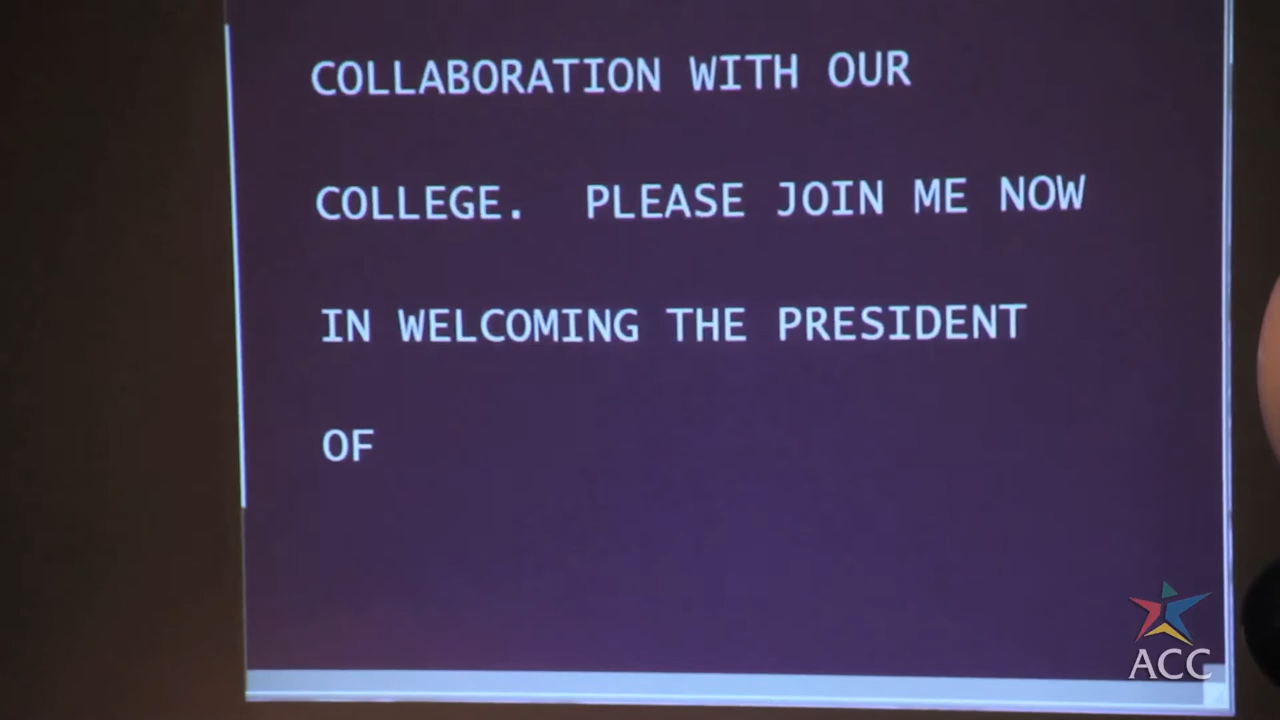 COLLABORATION WITH OUR
COLLEGE. PLEASE JOIN ME NOW
IN WELCOMING THE PRESIDENT
OF
ACC